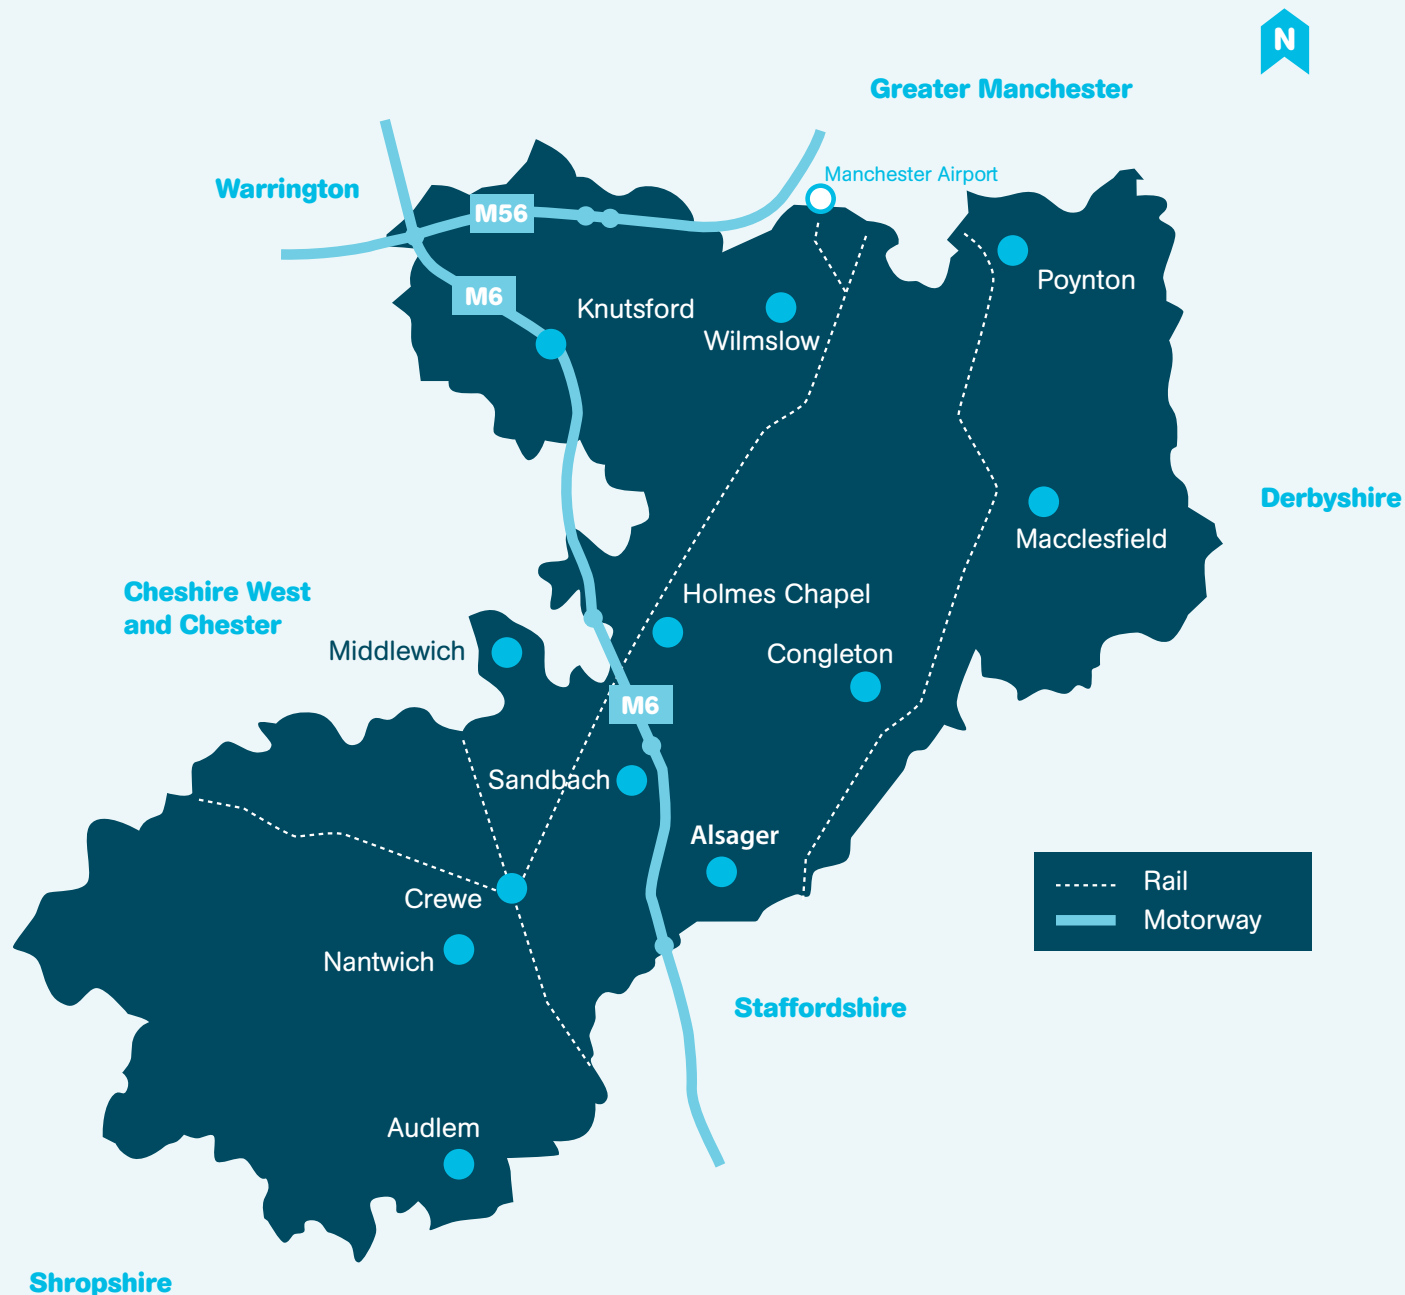 N
Greater Manchester
Manchester Airport
Warrington
M56
Poynton
M6
Knutsford
Wilmslow
Derbyshire
Macclesfield
Cheshire West
and Chester
Holmes Chapel
Middlewich
Congleton
M6
Sandbach
Alsager
Rail
Crewe
Motorway
Nantwich
Staffordshire
Audlem
Shropshire